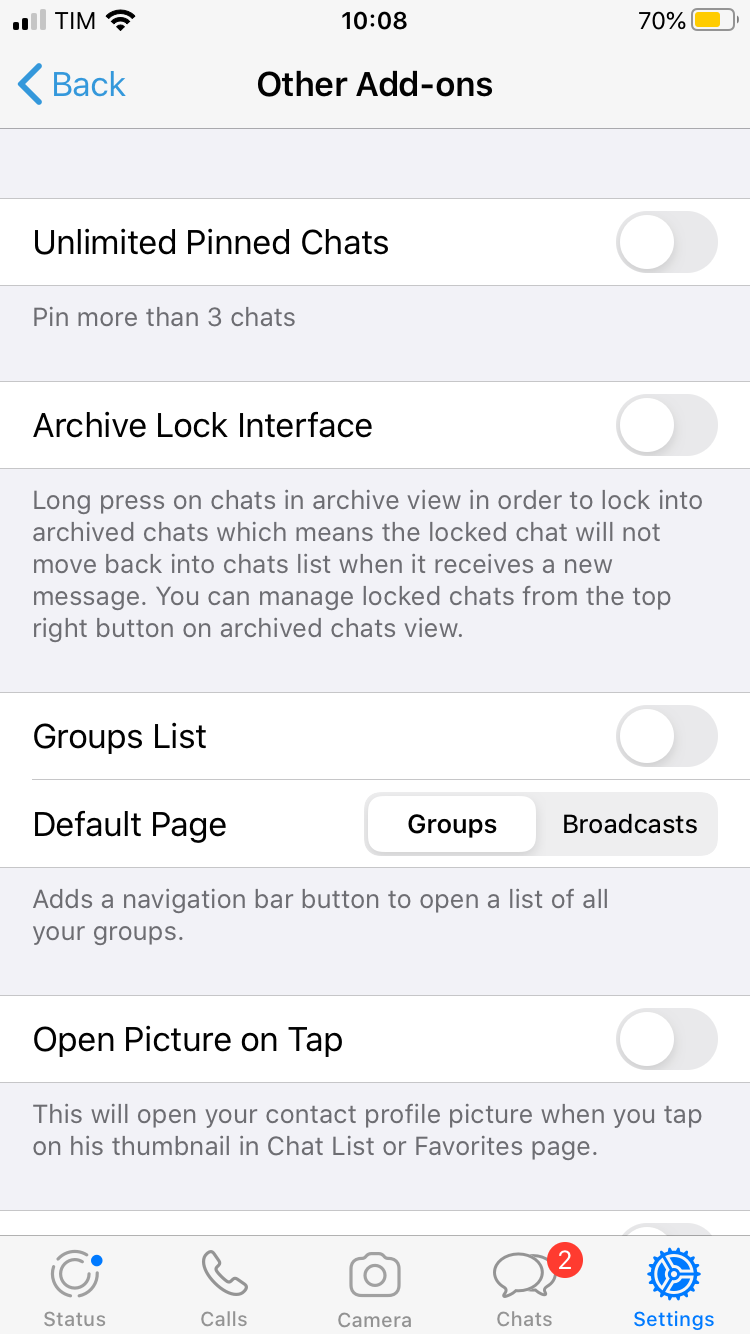 TIM 10:08 70%
Back Other Add-ons
Unlimited Pinned Chats
Pin more than 3 chats
Archive Lock Interface
Long press on chats in archive view in order to lock into
archived chats which means the locked chat will not
move back into chats list when it receives a new
message. You can manage locked chats from the top
right button on archived chats view.
Groups List
Default Page Groups Broadcasts
Adds a navigation bar button to open a list of all
your groups.
Open Picture on Tap
This will open your contact profile picture when you tap
on his thumbnail in Chat List or Favorites page.
2
Status Calls Camera Chats Settings